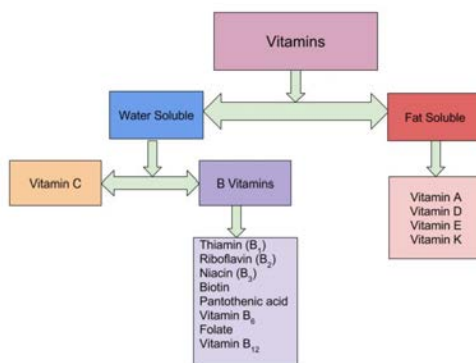 Vitamins
Water Soluble
Fat Soluble
Vitamin C
B Vitamins
Vitamin A
Vitamin D
Vitamin E
Vitamin K
Thiamin (B₁)
Riboflavin (B₂)
Niacin (B₃)
Biotin
Pantothenic acid
Vitamin B₆
Folate
Vitamin B₁₂